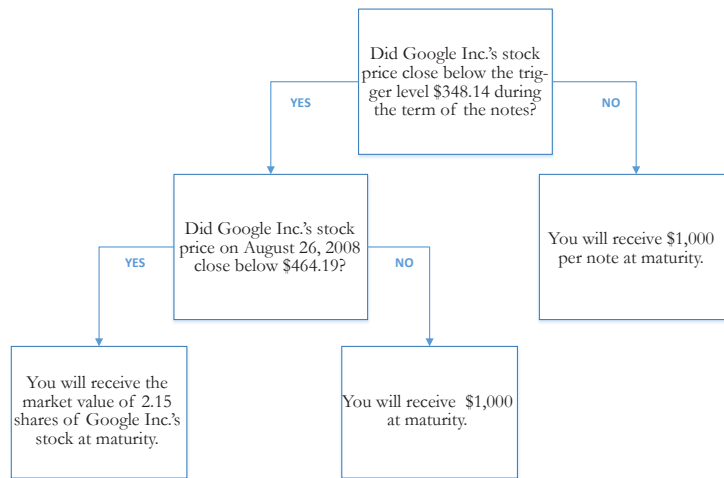 Did Google Inc.'s stock
price close below the trig-
ger level $348.14 during
the term of the notes?
YES
NO
Did Google Inc.'s stock
price on August 26, 2008
close below $464.19?
You will receive $1,000
per note at maturity.
YES
NO
You will receive the
market value of 2.15
shares of Google Inc.'s
stock at maturity.
You will receive $1,000
at maturity.